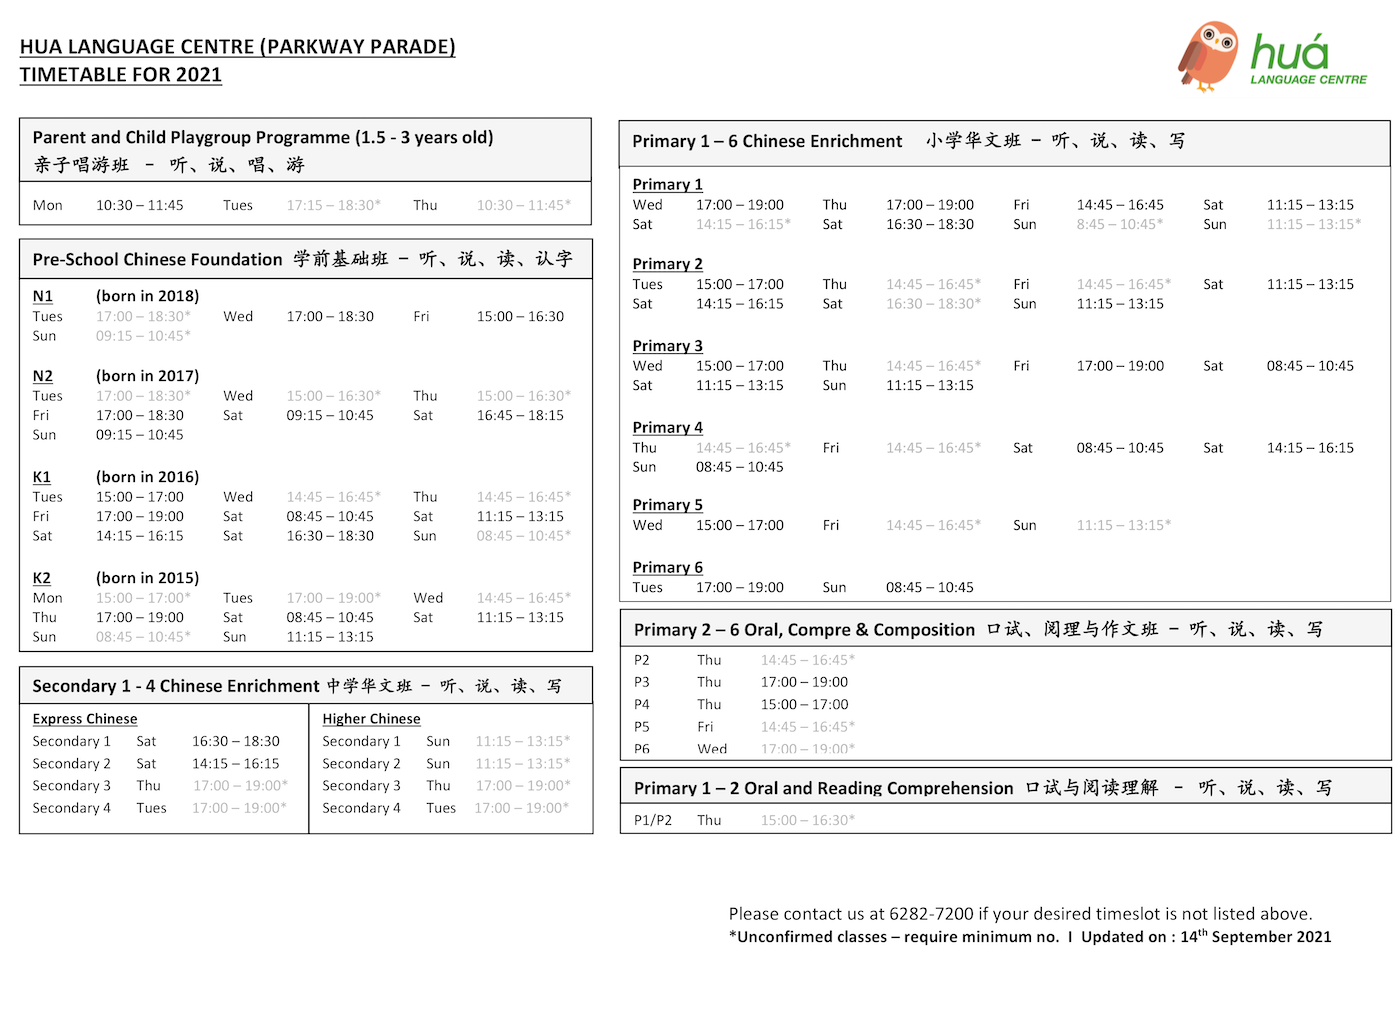 HUA LANGUAGE CENTRE (PARKWAY PARADE)
TIMETABLE FOR 2021
huá
LANGUAGE CENTRE
Parent and Child Playgroup Programme (1.5 - 3 years old)
亲子唱游班 – 听、说、唱、游
Mon 10:30 – 11:45 Tues 17:15 – 18:30* Thu 10:30 – 11:45*
Pre-School Chinese Foundation 学前基础班 – 听、说、读、认字
N1 (born in 2018)
Tues 17:00 – 18:30* Wed 17:00 – 18:30 Fri 15:00 – 16:30
Sun 09:15 – 10:45*
N2 (born in 2017)
Tues 17:00 – 18:30* Wed 15:00 – 16:30* Thu 15:00 – 16:30*
Fri 17:00 – 18:30 Sat 09:15 – 10:45 Sat 16:45 – 18:15
Sun 09:15 – 10:45
K1 (born in 2016)
Tues 15:00 – 17:00 Wed 14:45 – 16:45* Thu 14:45 – 16:45*
Fri 17:00 – 19:00 Sat 08:45 – 10:45 Sat 11:15 – 13:15
Sat 14:15 – 16:15 Sat 16:30 – 18:30 Sun 08:45 – 10:45*
K2 (born in 2015)
Mon 15:00 – 17:00* Tues 17:00 – 19:00* Wed 14:45 – 16:45*
Thu 17:00 – 19:00 Sat 08:45 – 10:45 Sat 11:15 – 13:15
Sun 08:45 – 10:45* Sun 11:15 – 13:15
Secondary 1 - 4 Chinese Enrichment 中学华文班 – 听、说、读、写
Express Chinese
Secondary 1 Sat 16:30 – 18:30
Secondary 2 Sat 14:15 – 16:15
Secondary 3 Thu 17:00 – 19:00*
Secondary 4 Tues 17:00 – 19:00*
Higher Chinese
Secondary 1 Sun 11:15 – 13:15*
Secondary 2 Sun 11:15 – 13:15*
Secondary 3 Thu 17:00 – 19:00*
Secondary 4 Tues 17:00 – 19:00*
Primary 1 – 6 Chinese Enrichment 小学华文班 – 听、说、读、写
Primary 1
Wed 17:00 – 19:00 Thu 17:00 – 19:00 Fri 14:45 – 16:45 Sat 11:15 – 13:15
Sat 14:15 – 16:15* Sat 16:30 – 18:30 Sun 8:45 – 10:45* Sun 11:15 – 13:15*
Primary 2
Tues 15:00 – 17:00 Thu 14:45 – 16:45* Fri 14:45 – 16:45* Sat 11:15 – 13:15
Sat 14:15 – 16:15 Sat 16:30 – 18:30* Sun 11:15 – 13:15
Primary 3
Wed 15:00 – 17:00 Thu 14:45 – 16:45* Fri 17:00 – 19:00 Sat 08:45 – 10:45
Sat 11:15 – 13:15 Sun 11:15 – 13:15
Primary 4
Thu 14:45 – 16:45* Fri 14:45 – 16:45* Sat 08:45 – 10:45 Sat 14:15 – 16:15
Sun 08:45 – 10:45
Primary 5
Wed 15:00 – 17:00 Fri 14:45 – 16:45* Sun 11:15 – 13:15*
Primary 6
Tues 17:00 – 19:00 Sun 08:45 – 10:45
Primary 2 – 6 Oral, Compre & Composition 口试、阅理与作文班 – 听、说、读、写
P2 Thu 14:45 – 16:45*
P3 Thu 17:00 – 19:00
P4 Thu 15:00 – 17:00
P5 Fri 14:45 – 16:45*
P6 Wed 17:00 – 19:00*
Primary 1 – 2 Oral and Reading Comprehension 口试与阅读理解 – 听、说、读、写
P1/P2 Thu 15:00 – 16:30*
Please contact us at 6282-7200 if your desired timeslot is not listed above.
*Unconfirmed classes – require minimum no. I Updated on : 14th September 2021